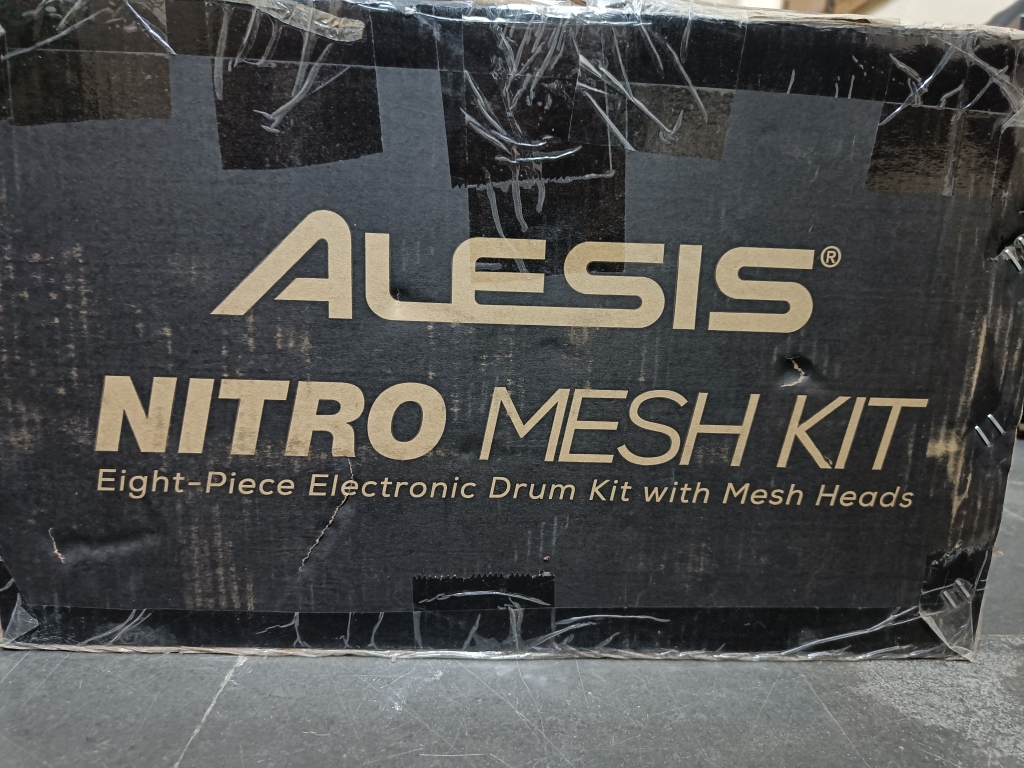 ALESIS®
NITRO MESH KIT
Eight-Piece Electronic Drum Kit with Mesh Heads